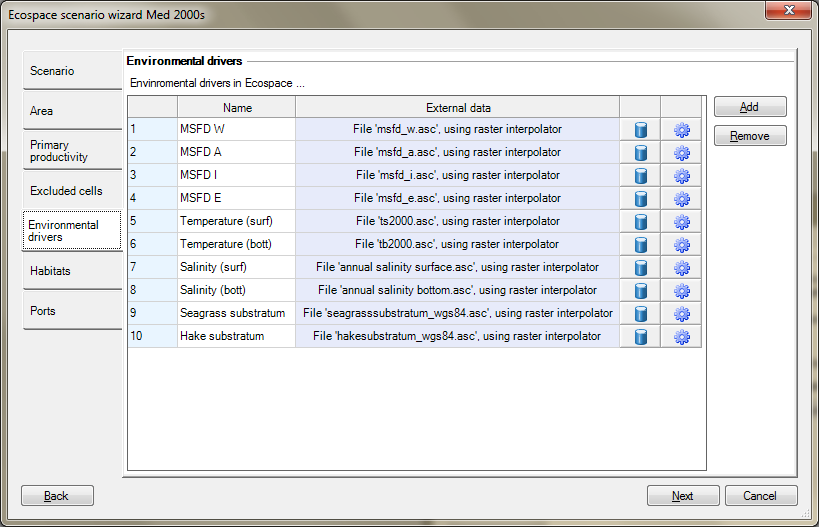 Ecospace scenario wizard Med 2000s
Scenario
Area
Primary
productivity
Excluded cells
Environmental
drivers
Habitats
Ports
Environmental drivers
Envinromental drivers in Ecospace ...
Name External data
1 MSFD W File 'msfd_w.asc', using raster interpolator
2 MSFD A File 'msfd_a.asc', using raster interpolator
3 MSFD I File 'msfd_i.asc', using raster interpolator
4 MSFD E File 'msfd_e.asc', using raster interpolator
5 Temperature (surf) File 'ts2000.asc', using raster interpolator
6 Temperature (bott) File 'tb2000.asc', using raster interpolator
7 Salinity (surf) File 'annual salinity surface.asc', using raster interpolator
8 Salinity (bott) File 'annual salinity bottom.asc', using raster interpolator
9 Seagrass substratum File 'seagrasssubstratum_wgs84.asc', using raster interpolator
10 Hake substratum File 'hakesubstratum_wgs84.asc', using raster interpolator
Add
Remove
Back
Next
Cancel